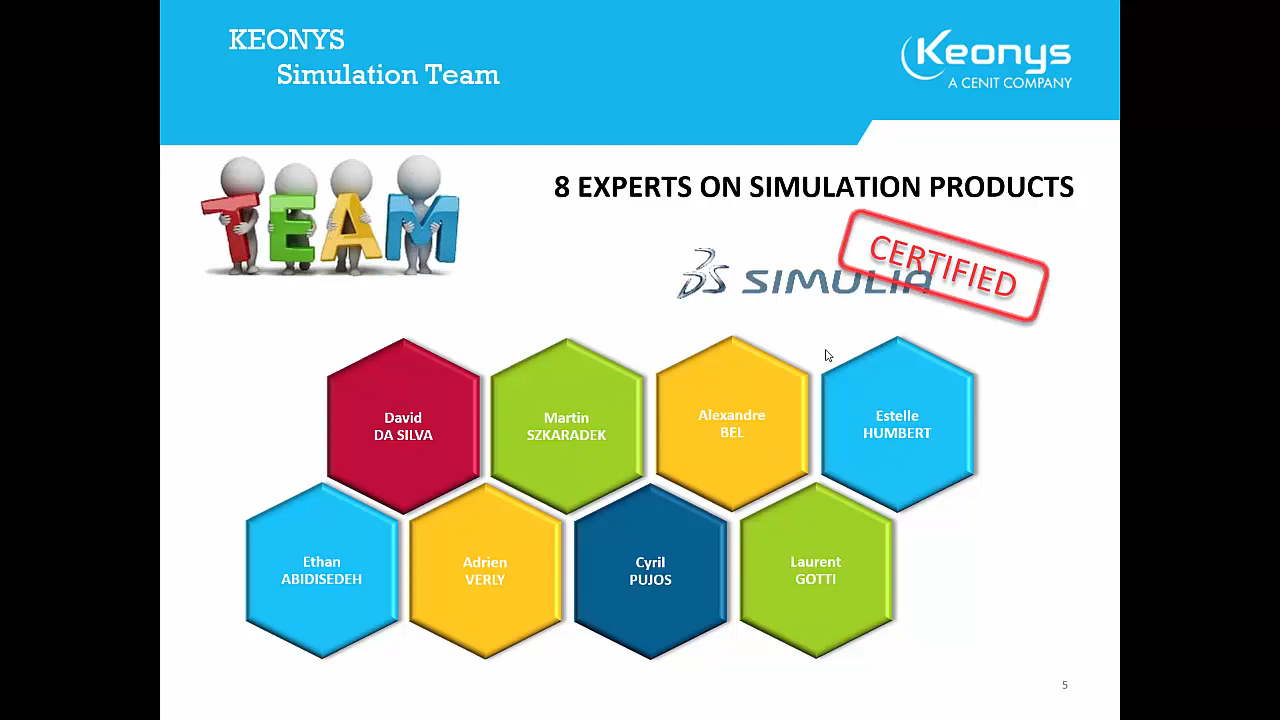 KEONYS
Simulation Team
Keonys
A CENIT COMPANY
TEAM
8 EXPERTS ON SIMULATION PRODUCTS
SIMULIA
CERTIFIED
David
DA SILVA
Martin
SZKARADEK
Alexandre
BEL
Estelle
HUMBERT
Ethan
ABIDISEDEH
Adrien
VERLY
Cyril
PUJOS
Laurent
GOTTI
5